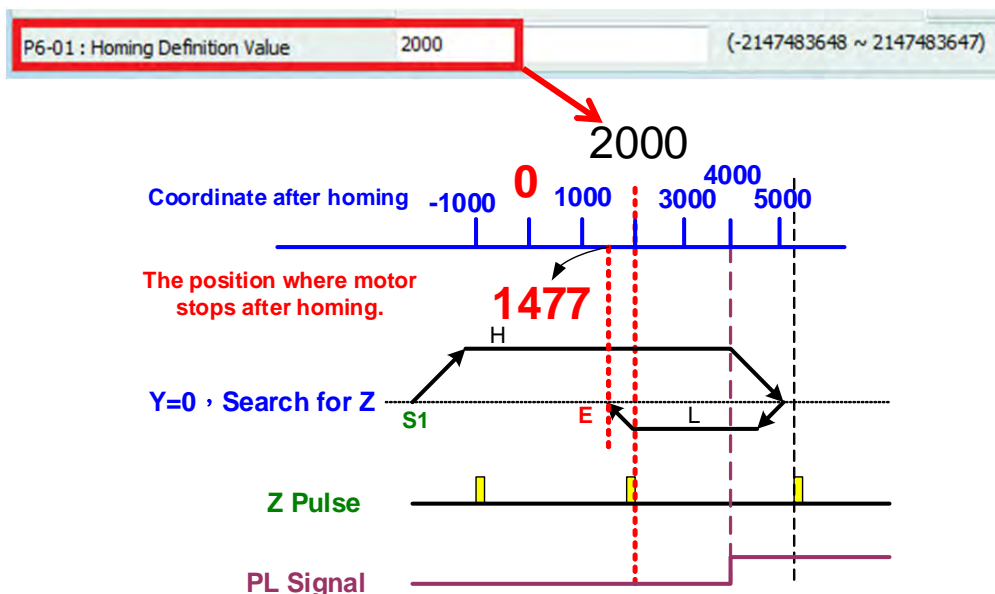 P6-01 : Homing Definition Value 2000 (-2147483648 ~ 2147483647)
2000
Coordinate after homing -1000 0 1000 3000 4000 5000
The position where motor
stops after homing.
1477
H
Y=0,Search for Z
S1
E
L
Z Pulse
PL Signal